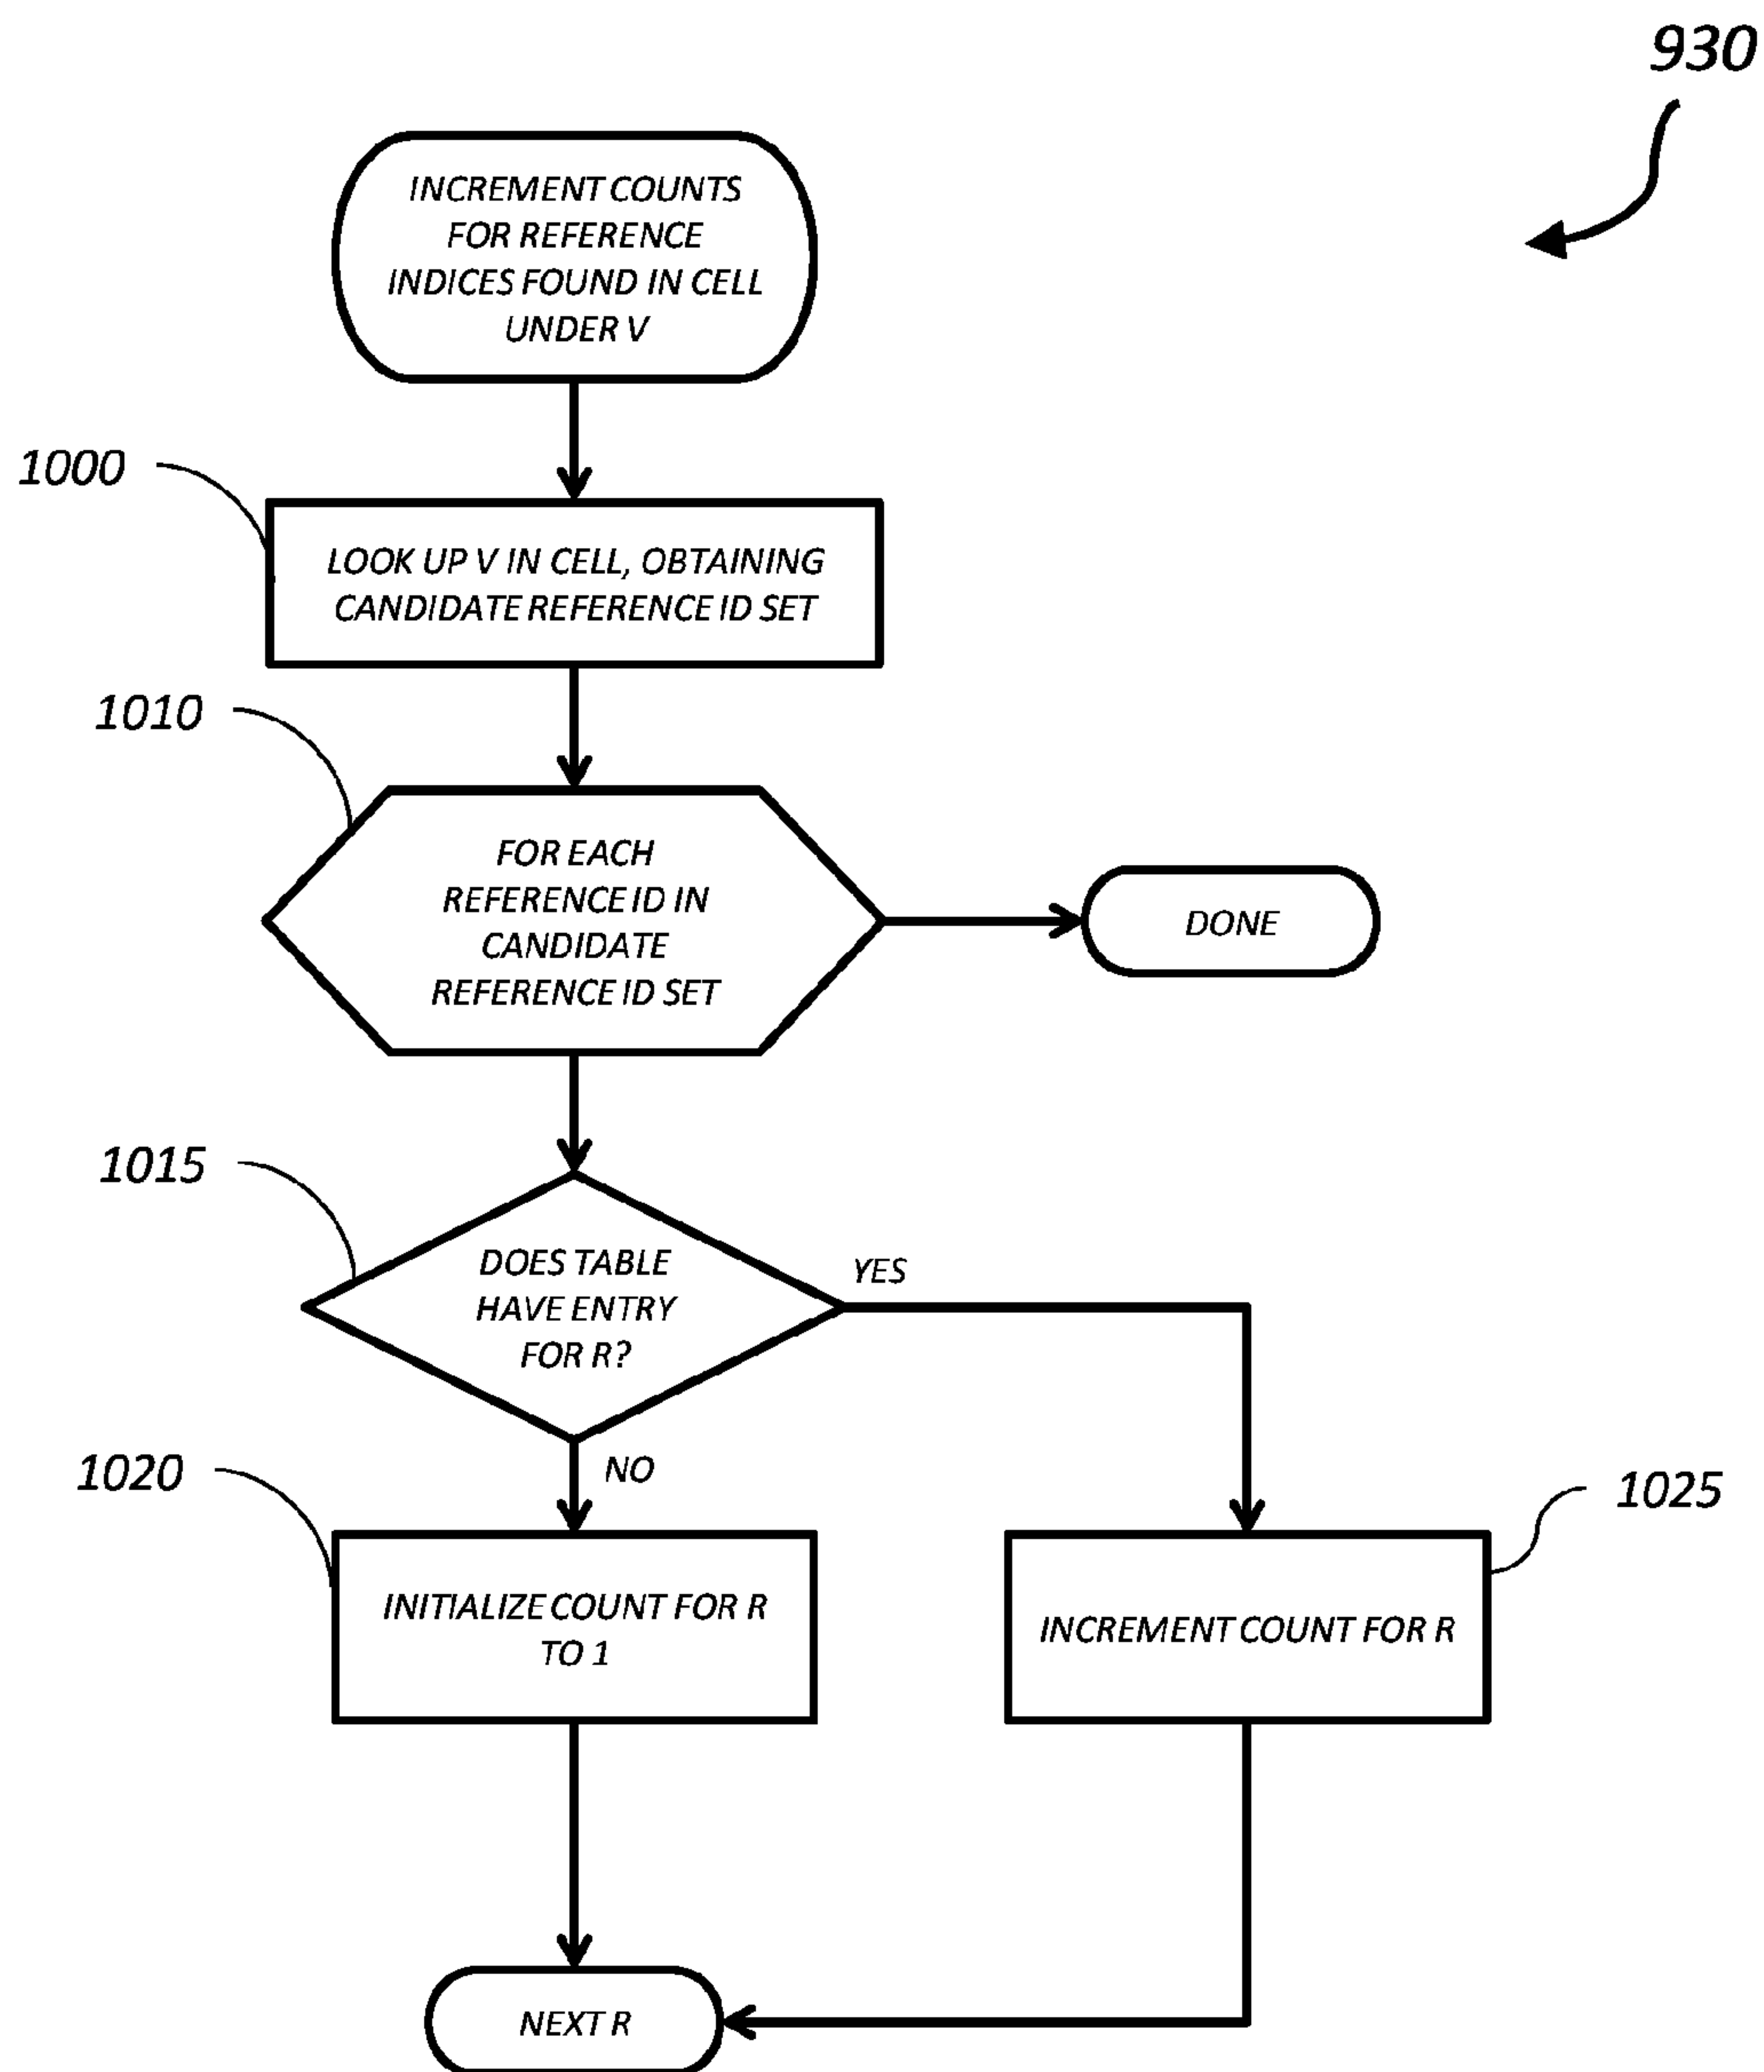 930
INCREMENT COUNTS
FOR REFERENCE
INDICES FOUND IN CELL
UNDER V
1000
LOOK UP V IN CELL, OBTAINING
CANDIDATE REFERENCE ID SET
1010
FOR EACH
REFERENCE ID IN
CANDIDATE
REFERENCE ID SET
DONE
1015
DOES TABLE
HAVE ENTRY
FOR R?
YES
NO
1020
INITIALIZE COUNT FOR R
TO 1
1025
INCREMENT COUNT FOR R
NEXT R